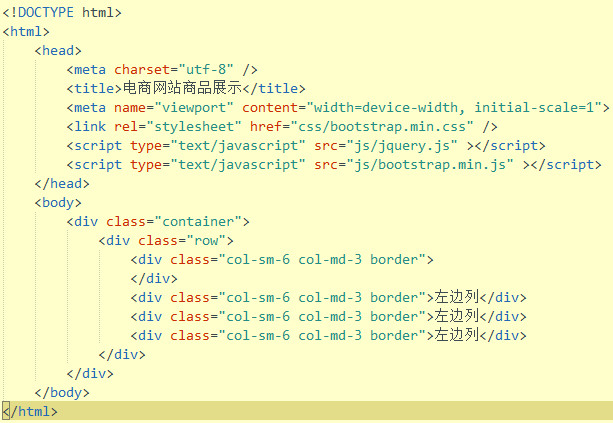 <!DOCTYPE html>
<html>
    <head>
        <meta charset="utf-8" />
        <title>电商网站商品展示</title>
        <meta name="viewport" content="width=device-width, initial-scale=1">
        <link rel="stylesheet" href="css/bootstrap.min.css" />
        <script type="text/javascript" src="js/jquery.js" ></script>
        <script type="text/javascript" src="js/bootstrap.min.js" ></script>
    </head>
    <body>
        <div class="container">
            <div class="row">
                <div class="col-sm-6 col-md-3 border">
                </div>
                <div class="col-sm-6 col-md-3 border">左边列</div>
                <div class="col-sm-6 col-md-3 border">左边列</div>
                <div class="col-sm-6 col-md-3 border">左边列</div>
            </div>
        </div>
    </body>
</html>